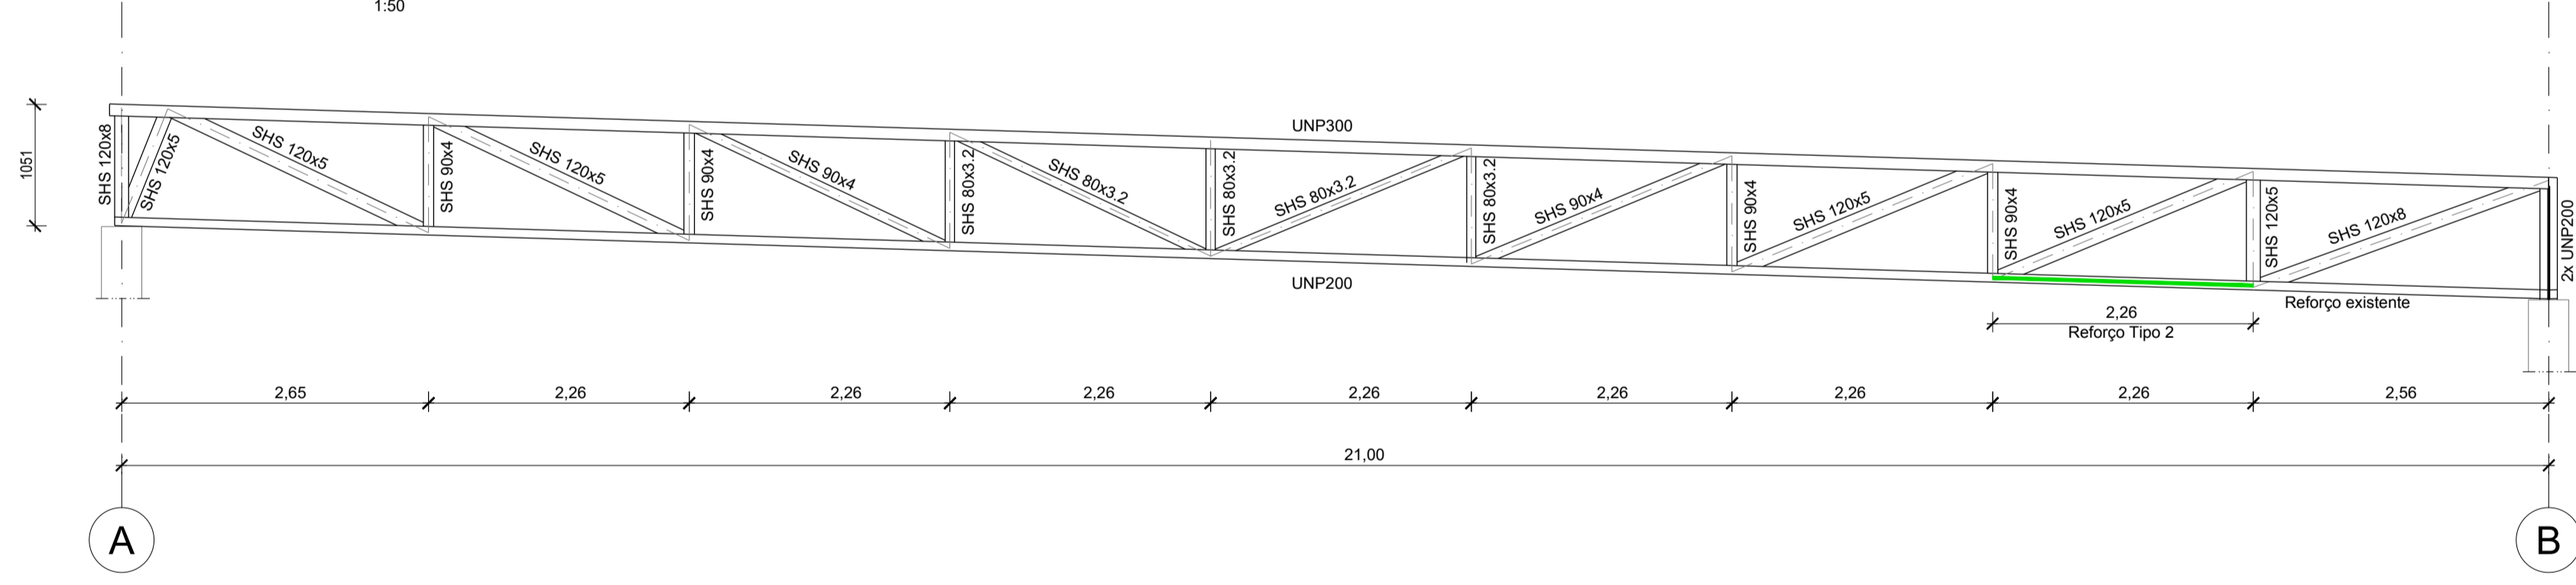 1:50
UNP300
1051
SHS 120x8
SHS 120x5
SHS 120x5
SHS 90x4
SHS 120x5
SHS 90x4
SHS 90x4
SHS 80x3.2
SHS 80x3.2
SHS 80x3.2
SHS 80x3.2
SHS 80x3.2
SHS 90x4
SHS 90x4
SHS 120x5
SHS 90x4
SHS 120x5
SHS 120x5
SHS 120x8
2x UNP200
UNP200
Reforço existente
2,26
Reforço Tipo 2
2,65
2,26
2,26
2,26
2,26
2,26
2,26
2,26
2,56
21,00
A
B